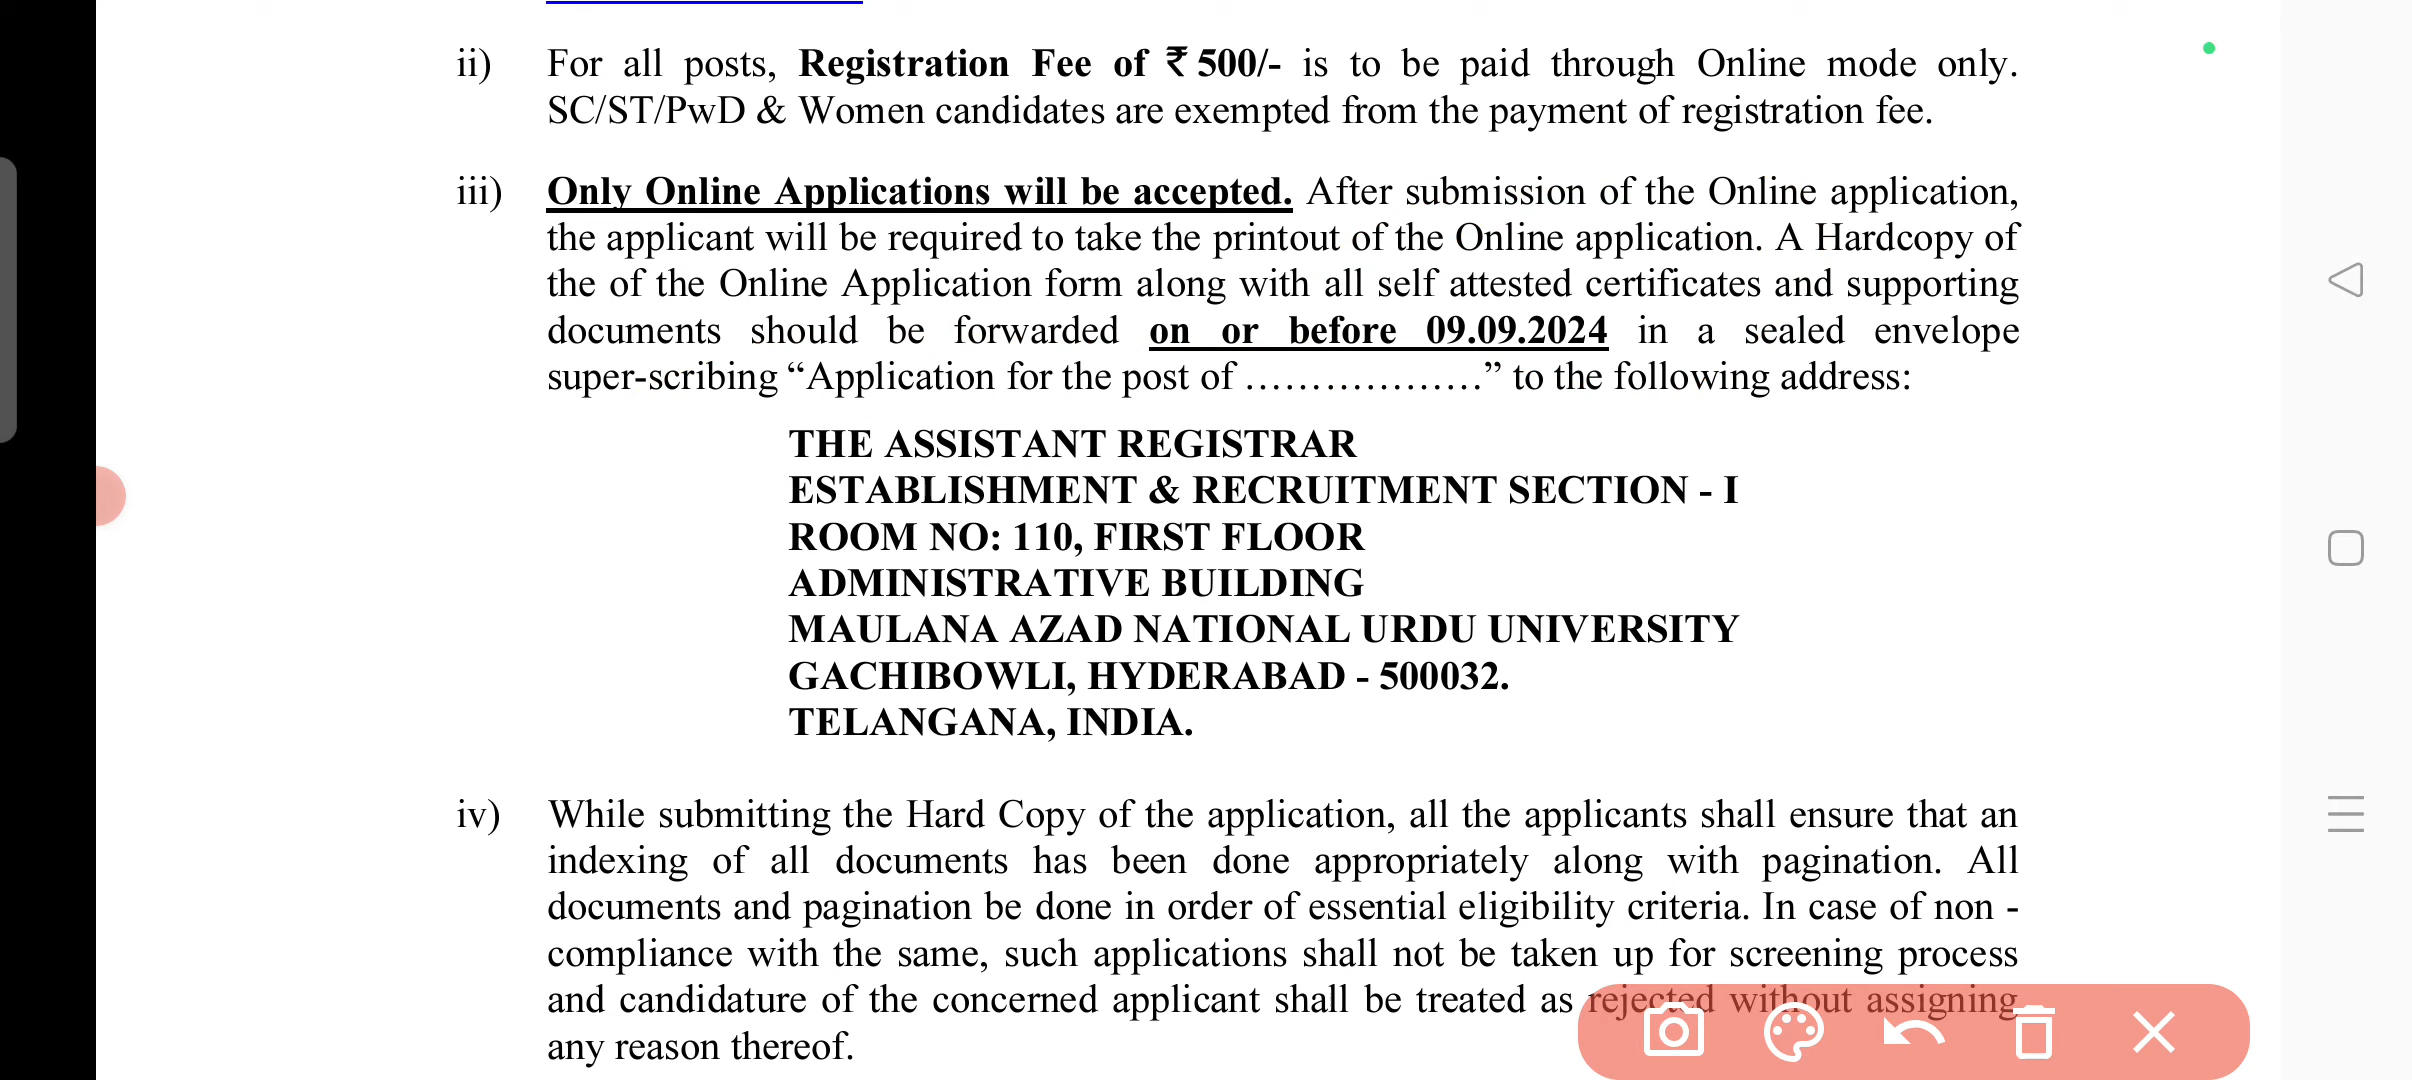 ii) For all posts, Registration Fee of ₹ 500/- is to be paid through Online mode only.
SC/ST/PwD & Women candidates are exempted from the payment of registration fee.
iii) Only Online Applications will be accepted. After submission of the Online application,
the applicant will be required to take the printout of the Online application. A Hardcopy of
the of the Online Application form along with all self attested certificates and supporting
documents should be forwarded on or before 09.09.2024 in a sealed envelope
super-scribing “Application for the post of ………………” to the following address:
THE ASSISTANT REGISTRAR
ESTABLISHMENT & RECRUITMENT SECTION - I
ROOM NO: 110, FIRST FLOOR
ADMINISTRATIVE BUILDING
MAULANA AZAD NATIONAL URDU UNIVERSITY
GACHIBOWLI, HYDERABAD - 500032.
TELANGANA, INDIA.
iv) While submitting the Hard Copy of the application, all the applicants shall ensure that an
indexing of all documents has been done appropriately along with pagination. All
documents and pagination be done in order of essential eligibility criteria. In case of non -
compliance with the same, such applications shall not be taken up for screening process
and candidature of the concerned applicant shall be treated as rejected without assigning
any reason thereof.